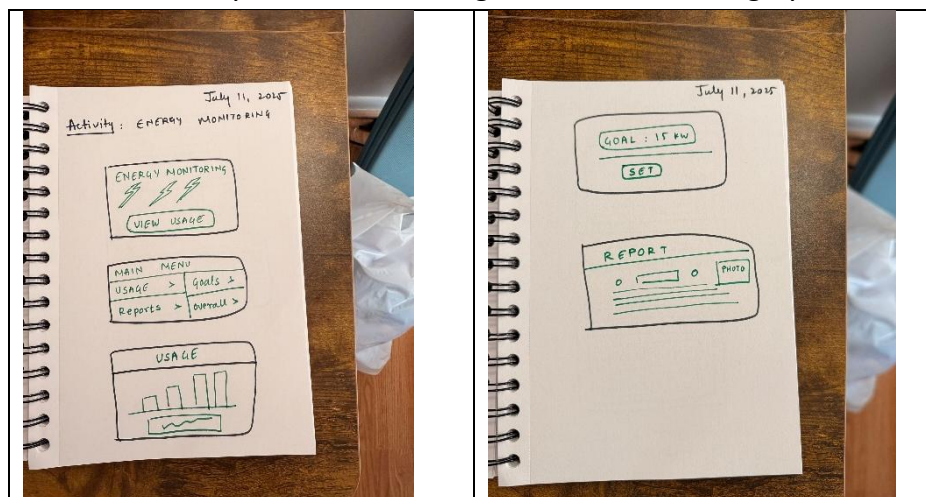 July 11, 2025
Activity: ENERGY MONITORING
ENERGY MONITORING
VIEW USAGE
MAIN MENU
USAGE > Goals >
Reports > overall >
USAGE
July 11, 2025
GOAL : 15 KW
SET
REPORT
PHOTO